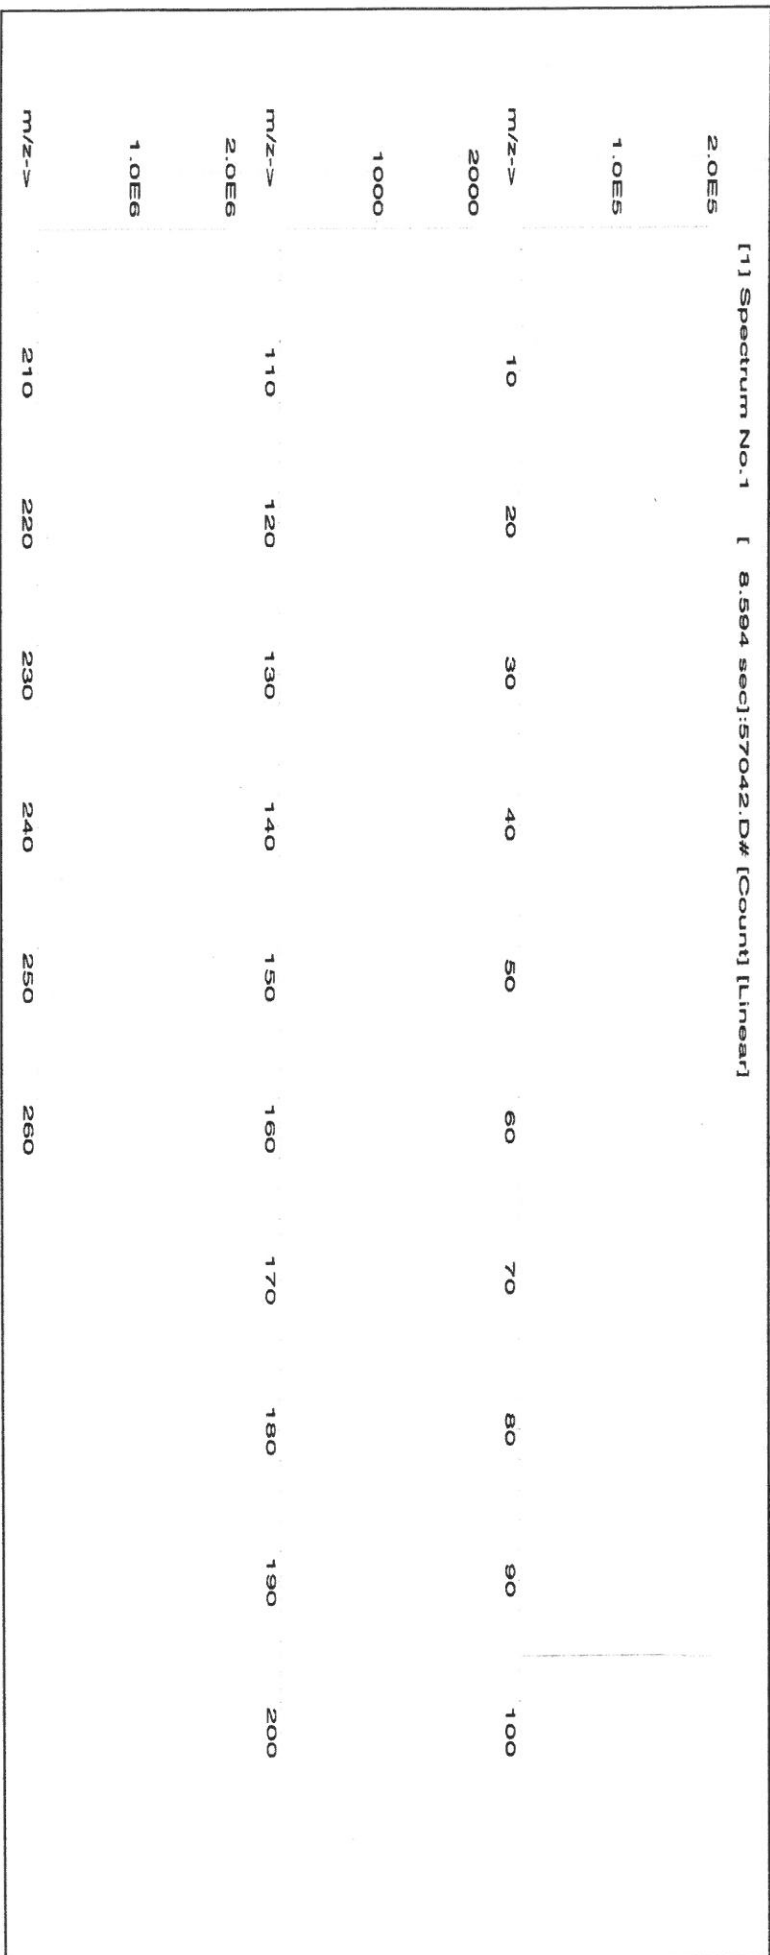 [1] Spectrum No.1 [ 8.594 sec]:57042.D# [Count] [Linear]
2.0E5
1.0E5
m/z-> 10 20 30 40 50 60 70 80 90 100
2000
1000
m/z-> 110 120 130 140 150 160 170 180 190 200
2.0E6
1.0E6
m/z-> 210 220 230 240 250 260